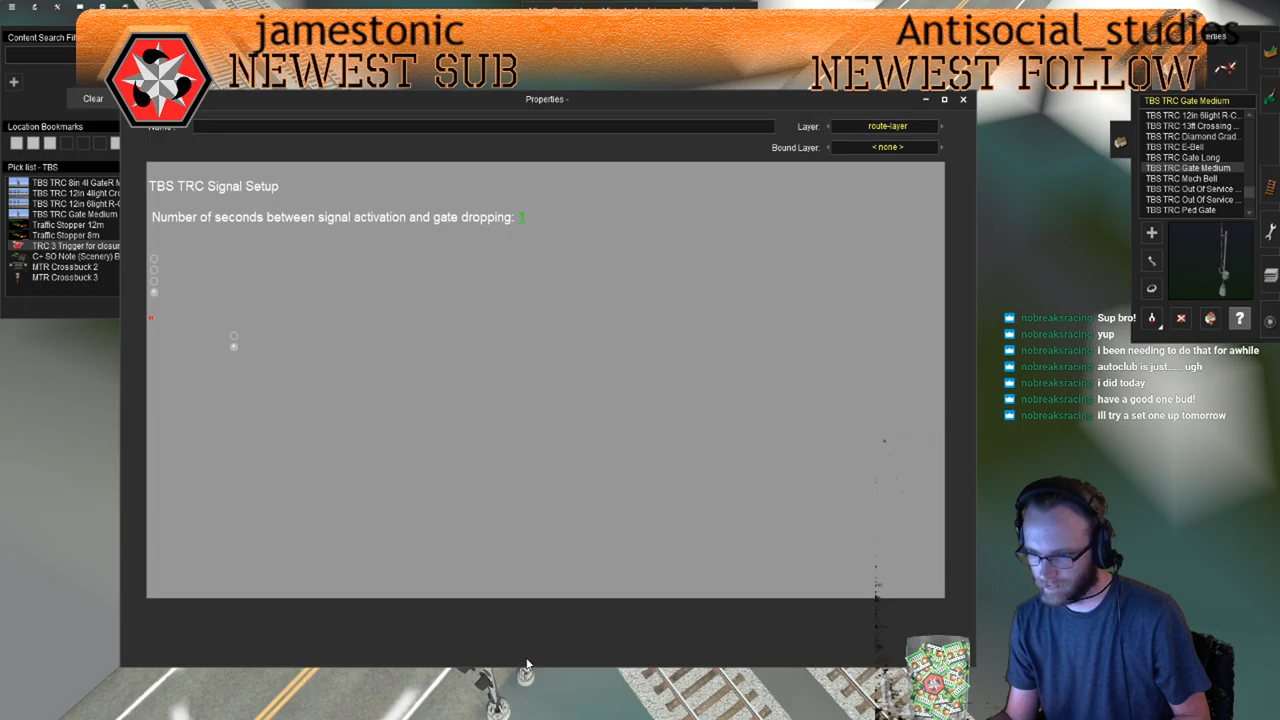 jamestonic
NEWEST SUB
Antisocial_studies
NEWEST FOLLOW
Content Search Filt
erties
Clear
Properties -
Location Bookmarks
Layer:
route-layer
Bound Layer:
< none >
Pick list - TBS
TBS TRC 8in 4l GateR M
TBS TRC 12in 4light Cro
TBS TRC 12in 6light R-C
TBS TRC Gate Medium
Traffic Stopper 12m
Traffic Stopper 8m
TRC 3 Trigger for closur
C+ SO Note (Scenery) B
MTR Crossbuck 2
MTR Crossbuck 3
TBS TRC Signal Setup
Number of seconds between signal activation and gate dropping: 1
TBS TRC Gate Medium
TBS TRC 12in 6light R-C...
TBS TRC 13ft Crossing ...
TBS TRC Diamond Grad...
TBS TRC E-Bell
TBS TRC Gate Long
TBS TRC Gate Medium
TBS TRC Mech Bell
TBS TRC Out Of Service ...
TBS TRC Out Of Service ...
TBS TRC Ped Gate
nobreaksracing Sup bro!
nobreaksracing yup
nobreaksracing i been needing to do that for awhile
nobreaksracing autoclub is just..... ugh
nobreaksracing i did today
nobreaksracing have a good one bud!
nobreaksracing ill try a set one up tomorrow